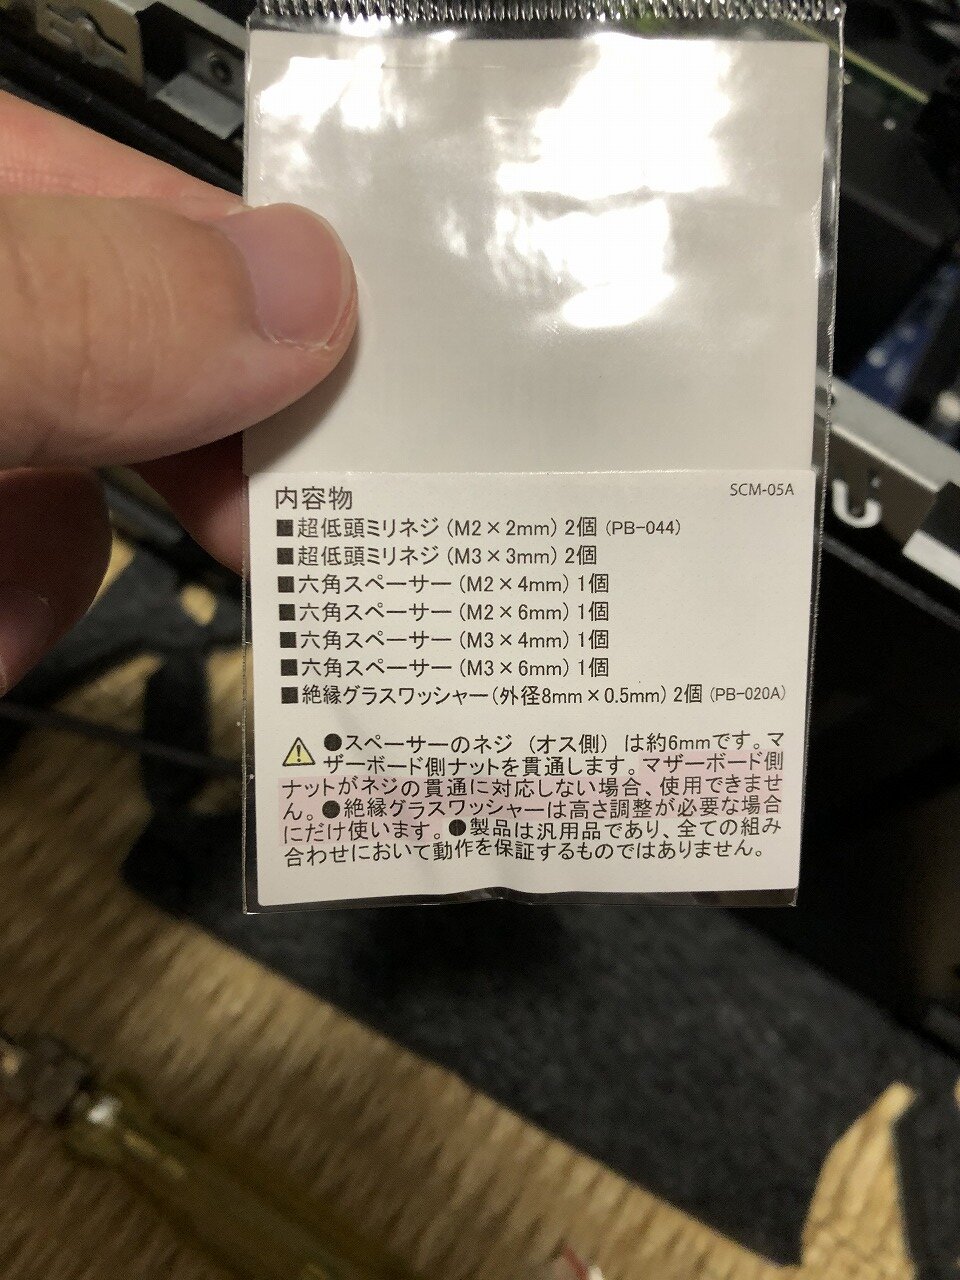 内容物
SCM-05A
■超低頭ミリネジ (M2×2mm) 2個 (PB-044)
■超低頭ミリネジ (M3×3mm) 2個
■六角スペーサー (M2×4mm) 1個
■六角スペーサー (M2×6mm) 1個
■六角スペーサー (M3×4mm) 1個
■六角スペーサー (M3×6mm) 1個
■絶縁グラスワッシャー(外径8mm×0.5mm) 2個 (PB-020A)
●スペーサーのネジ (オス側) は約6mmです。マ
ザーボード側ナットを貫通します。マザーボード側
ナットがネジの貫通に対応しない場合、使用できませ
ん。●絶縁グラスワッシャーは高さ調整が必要な場合
にだけ使います。●製品は汎用品であり、全ての組み
合わせにおいて動作を保証するものではありません。